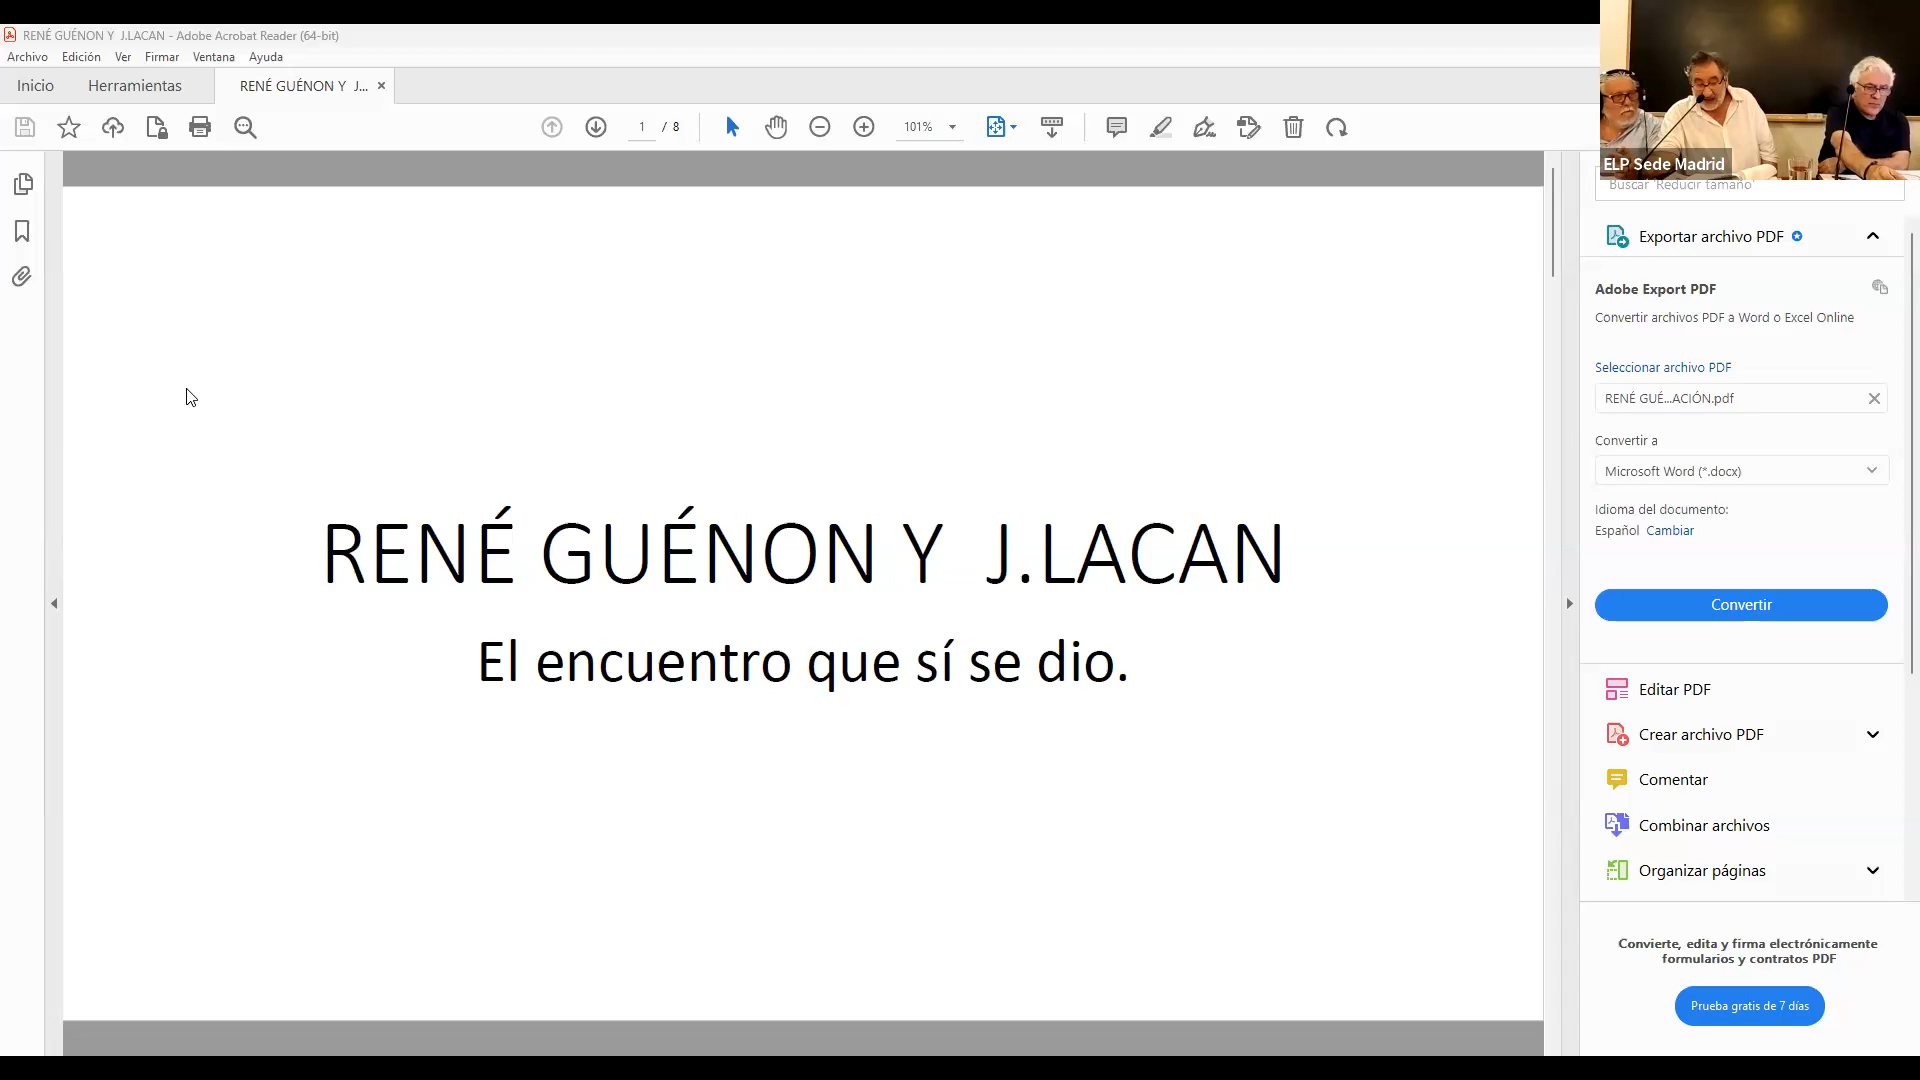 RENÉ GUÉNON Y  J.LACAN - Adobe Acrobat Reader (64-bit)
Archivo Edición Ver Firmar Ventana Ayuda
Inicio Herramientas RENÉ GUÉNON Y  J... ×
1 / 8 101%
ELP Sede Madrid
Buscar 'Reducir tamaño'
RENÉ GUÉNON Y  J.LACAN
El encuentro que sí se dio.
Exportar archivo PDF
Adobe Export PDF
Convertir archivos PDF a Word o Excel Online
Seleccionar archivo PDF
RENÉ GUÉ...ACIÓN.pdf
Convertir a
Microsoft Word (*.docx)
Idioma del documento:
Español Cambiar
Convertir
Editar PDF
Crear archivo PDF
Comentar
Combinar archivos
Organizar páginas
Convierte, edita y firma electrónicamente
formularios y contratos PDF
Prueba gratis de 7 días